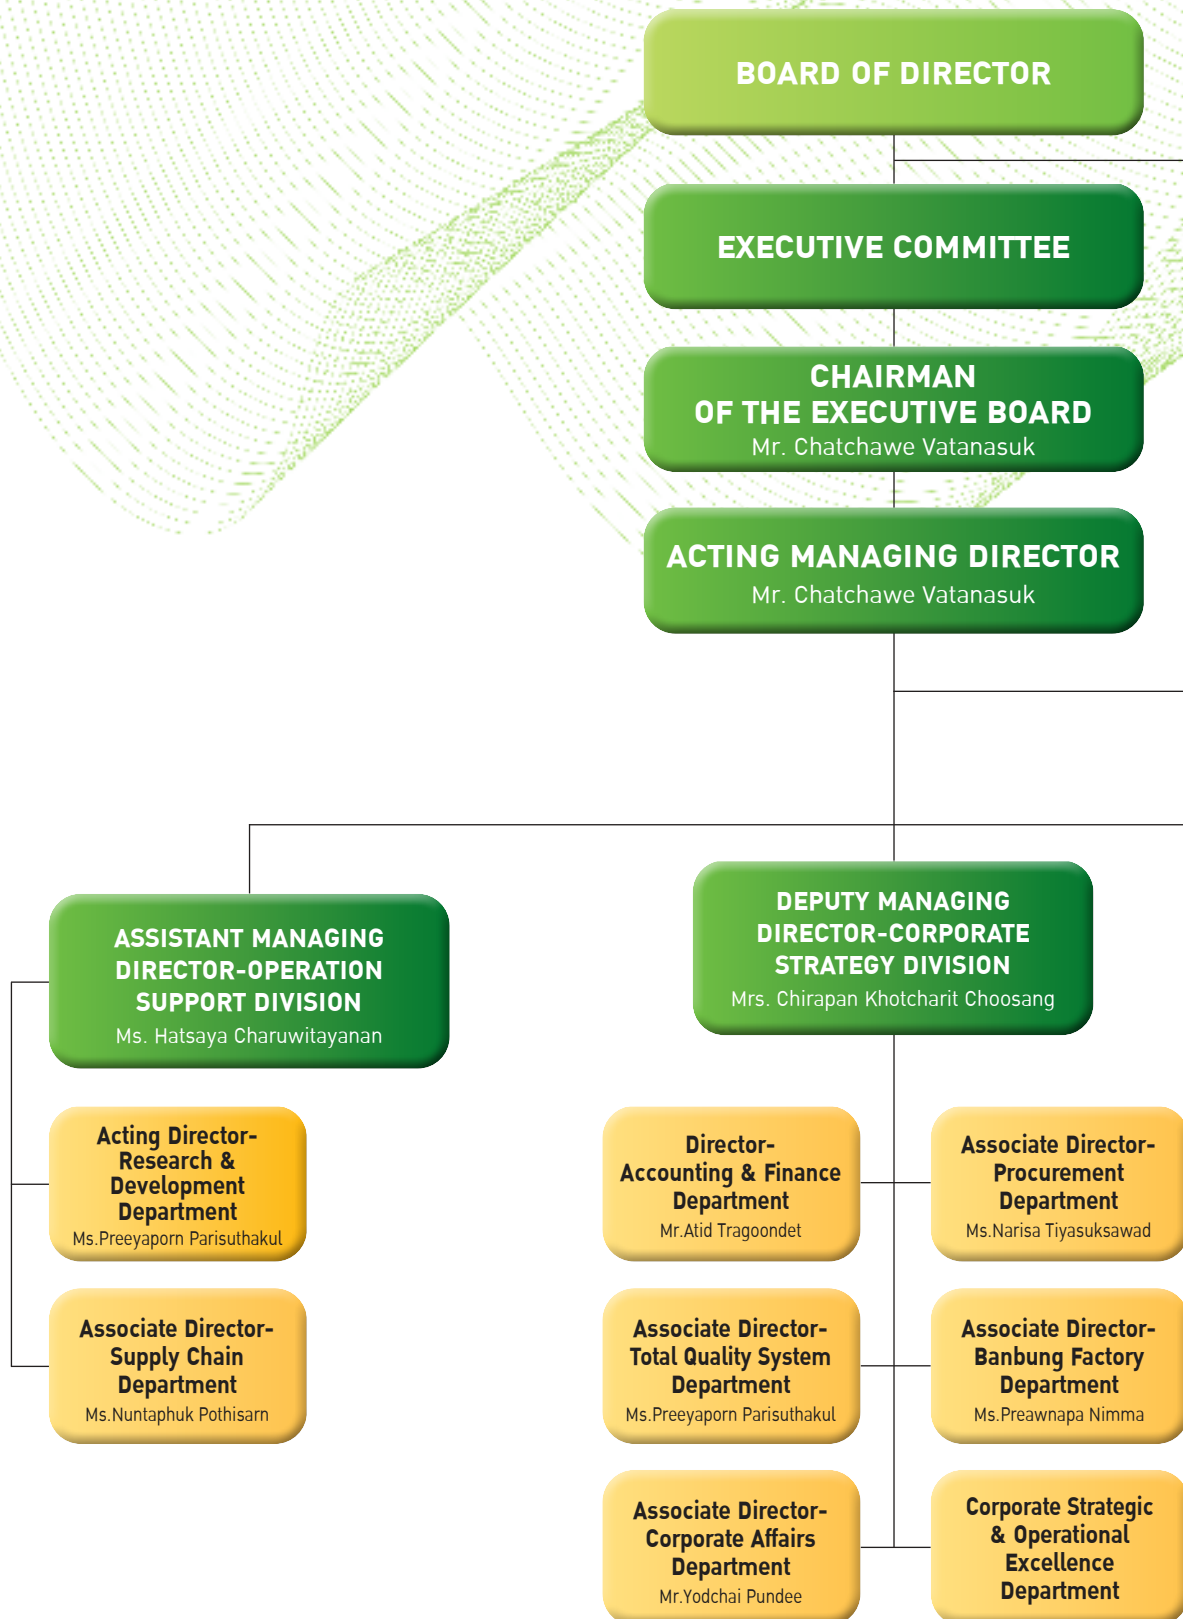 BOARD OF DIRECTOR
EXECUTIVE COMMITTEE
CHAIRMAN
OF THE EXECUTIVE BOARD
Mr. Chatchawe Vatanasuk
ACTING MANAGING DIRECTOR
Mr. Chatchawe Vatanasuk
ASSISTANT MANAGING
DIRECTOR-OPERATION
SUPPORT DIVISION
Ms. Hatsaya Charuwitayanan
DEPUTY MANAGING
DIRECTOR-CORPORATE
STRATEGY DIVISION
Mrs. Chirapan Khotcharit Choosang
Acting Director-
Research &
Development
Department
Ms.Preeyaporn Parisuthakul
Associate Director-
Supply Chain
Department
Ms.Nuntaphuk Pothisarn
Director-
Accounting & Finance
Department
Mr.Atid Tragoondet
Associate Director-
Procurement
Department
Ms.Narisa Tiyasuksawad
Associate Director-
Total Quality System
Department
Ms.Preeyaporn Parisuthakul
Associate Director-
Banbung Factory
Department
Ms.Preawnapa Nimma
Associate Director-
Corporate Affairs
Department
Mr.Yodchai Pundee
Corporate Strategic
& Operational
Excellence
Department